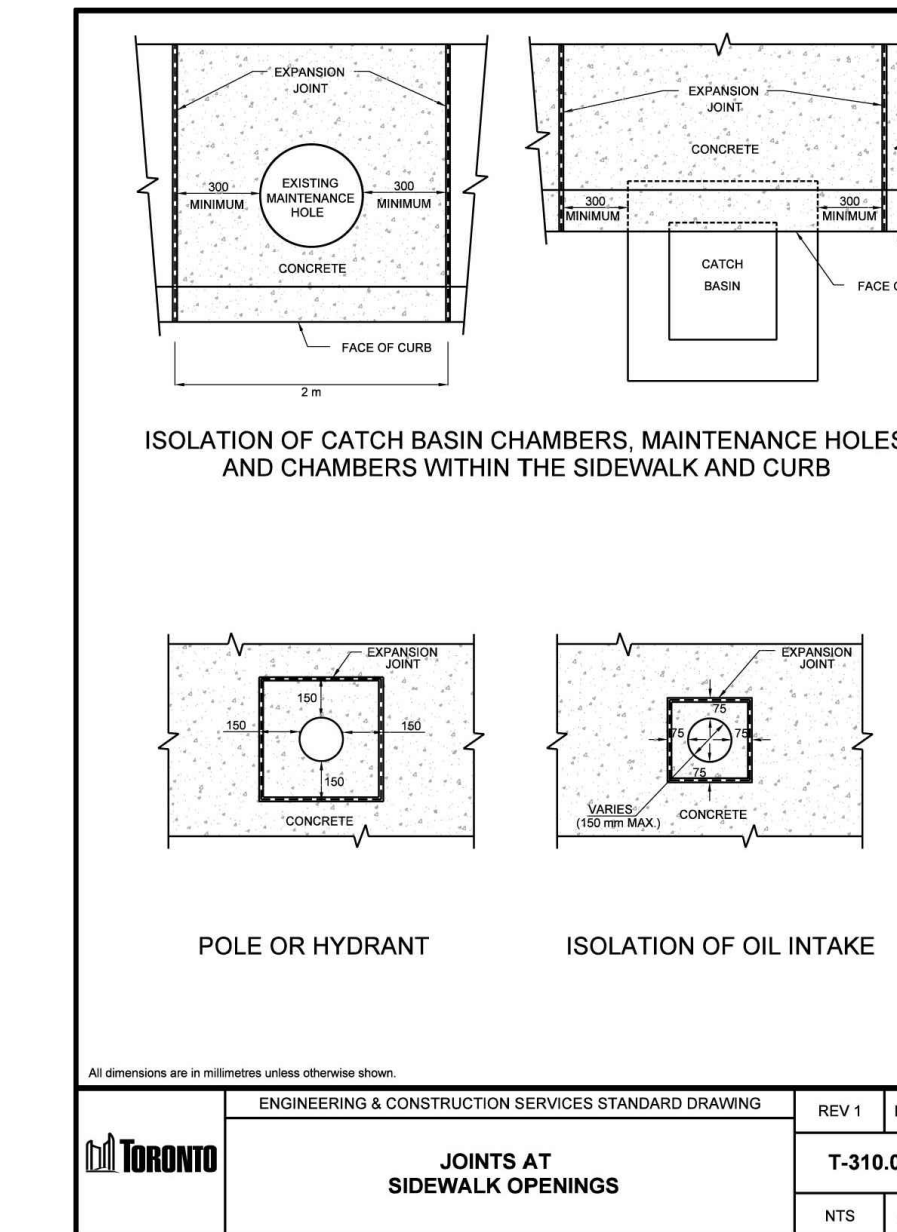 EXPANSION
JOINT
300
MINIMUM
EXISTING
MAINTENANCE
HOLE
300
MINIMUM
CONCRETE
FACE OF CURB
2 m
EXPANSION
JOINT
CONCRETE
300
MINIMUM
300
MINIMUM
CATCH
BASIN
FACE
ISOLATION OF CATCH BASIN CHAMBERS, MAINTENANCE HOLES
AND CHAMBERS WITHIN THE SIDEWALK AND CURB
EXPANSION
JOINT
150
150
150
150
CONCRETE
POLE OR HYDRANT
EXPANSION
JOINT
75
75
75
75
VARIES
(150 mm MAX.)
CONCRETE
ISOLATION OF OIL INTAKE
All dimensions are in millimetres unless otherwise shown.
TORONTO
ENGINEERING & CONSTRUCTION SERVICES STANDARD DRAWING
JOINTS AT
SIDEWALK OPENINGS
REV 1
T-310.0
NTS